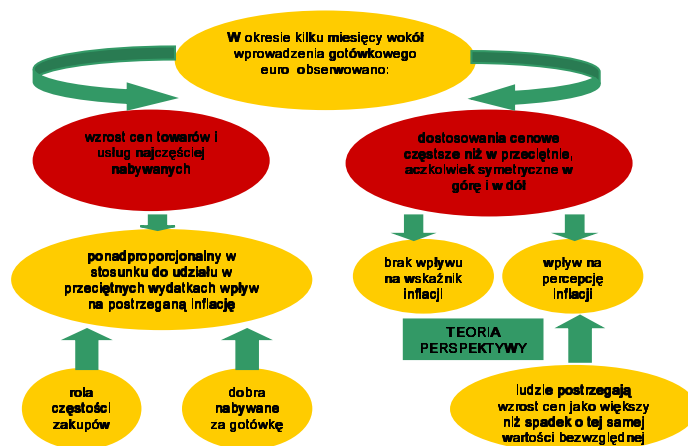 W okresie kilku miesięcy wokół
wprowadzenia gotówkowego
euro obserwowano:
wzrost cen towarów i
usług najczęściej
nabywanych
dostosowania cenowe
częstsze niż w przeciętnie,
aczkolwiek symetryczne w
górę i w dół
ponadproporcjonalny w
stosunku do udziału w
przeciętnych wydatkach wpływ
na postrzeganą inflację
brak wpływu
na wskaźnik
inflacji
wpływ na
percepcję
inflacji
TEORIA
PERSPEKTYWY
rola
częstości
zakupów
dobra
nabywane
za gotówkę
ludzie postrzegają
wzrost cen jako większy
niż spadek o tej samej
wartości bezwzględnej